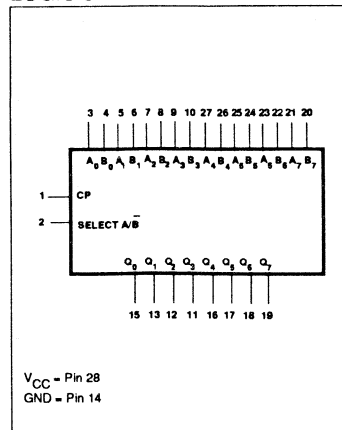 3 4 5 6 7 8 9 10 27 26 25 24 23 22 21 20
A0 B0 A1 B1 A2 B2 A3 B3 A4 B4 A5 B5 A6 B6 A7 B7
1 CP
2 SELECT A/B̅
Q0 Q1 Q2 Q3 Q4 Q5 Q6 Q7
15 13 12 11 16 17 18 19
VCC = Pin 28
GND = Pin 14